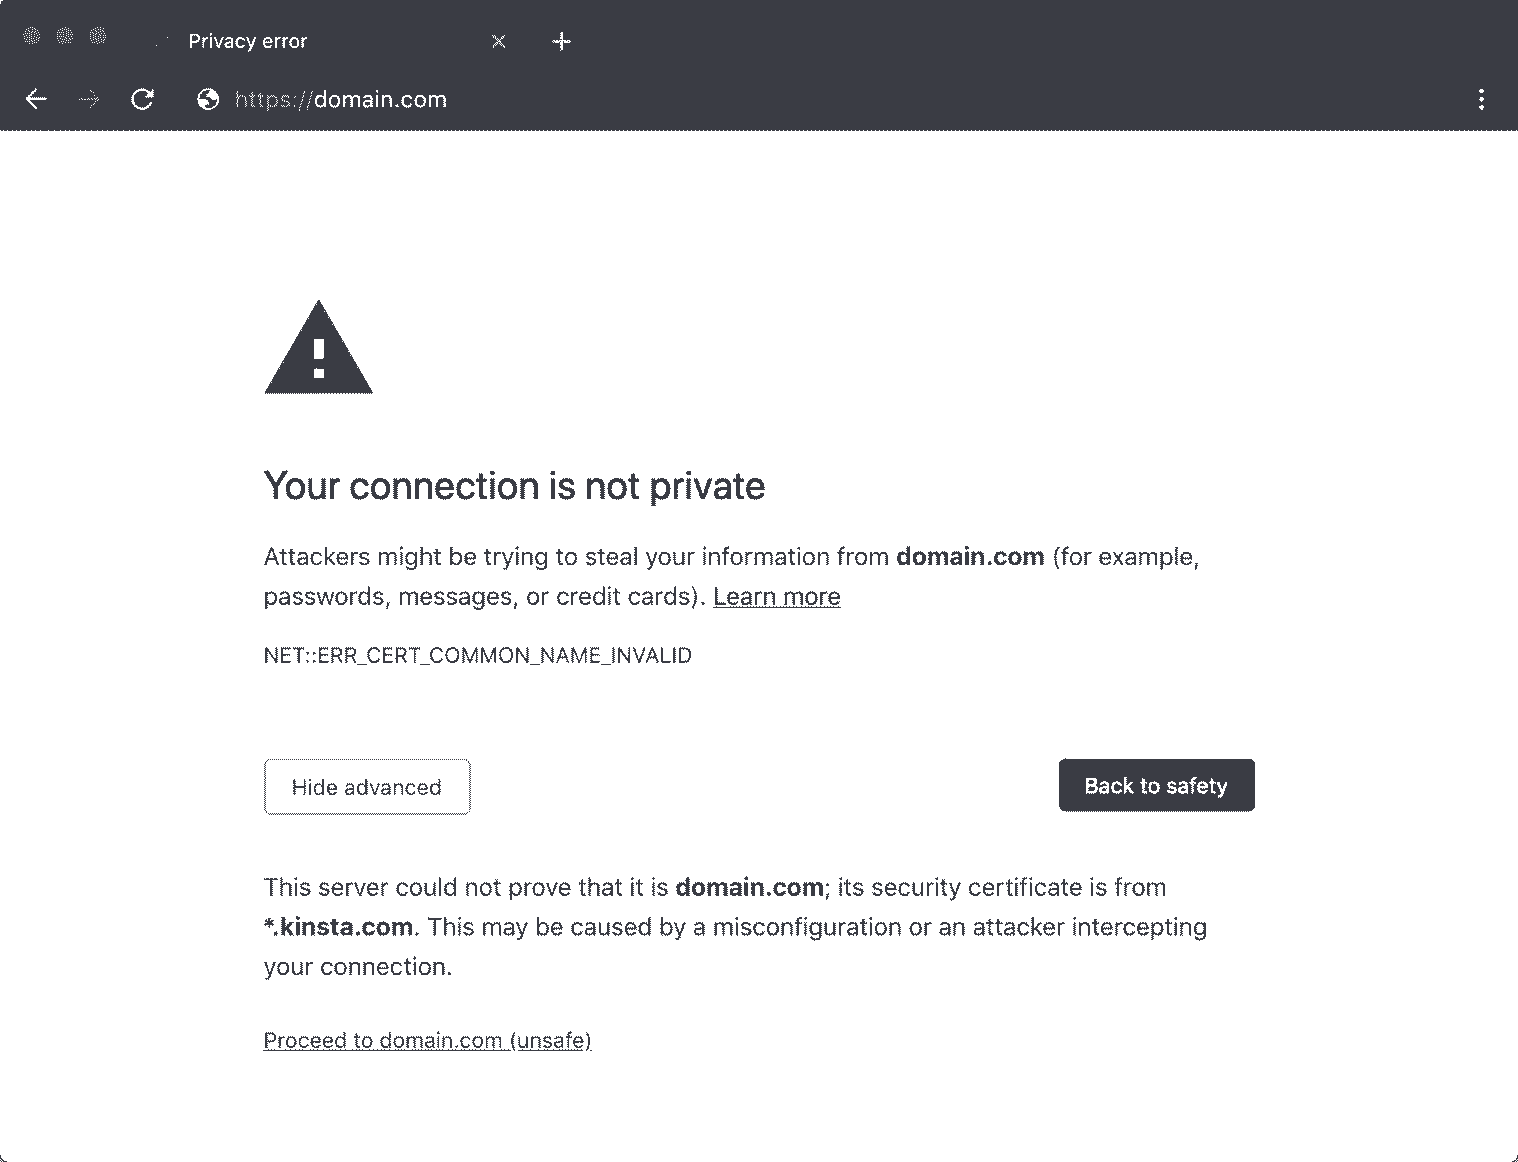 Privacy error
https://domain.com
Your connection is not private
Attackers might be trying to steal your information from domain.com (for example,
passwords, messages, or credit cards). Learn more
NET::ERR_CERT_COMMON_NAME_INVALID
Hide advanced
Back to safety
This server could not prove that it is domain.com; its security certificate is from
*.kinsta.com. This may be caused by a misconfiguration or an attacker intercepting
your connection.
Proceed to domain.com (unsafe)